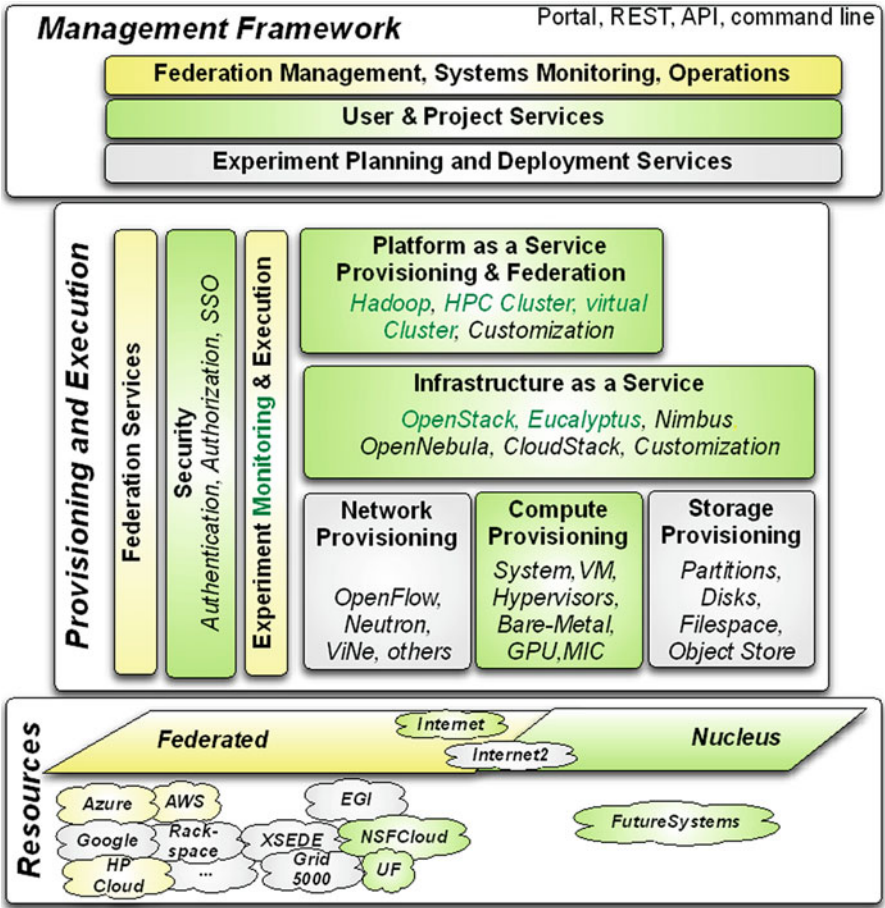 Management Framework
Portal, REST, API, command line
Federation Management, Systems Monitoring, Operations
User & Project Services
Experiment Planning and Deployment Services
Provisioning and Execution
Federation Services
Security
Authentication, Authorization, SSO
Experiment Monitoring & Execution
Platform as a Service
Provisioning & Federation
Hadoop, HPC Cluster, virtual
Cluster, Customization
Infrastructure as a Service
OpenStack, Eucalyptus, Nimbus
OpenNebula, CloudStack, Customization
Network
Provisioning
OpenFlow,
Neutron,
ViNe, others
Compute
Provisioning
System,VM,
Hypervisors,
Bare-Metal,
GPU,MIC
Storage
Provisioning
Partitions,
Disks,
Filespace,
Object Store
Resources
Federated
Internet
Internet2
Nucleus
Azure
AWS
EGI
Google
Rack-
space
XSEDE
NSFCloud
HP
Cloud
...
Grid
5000
UF
FutureSystems